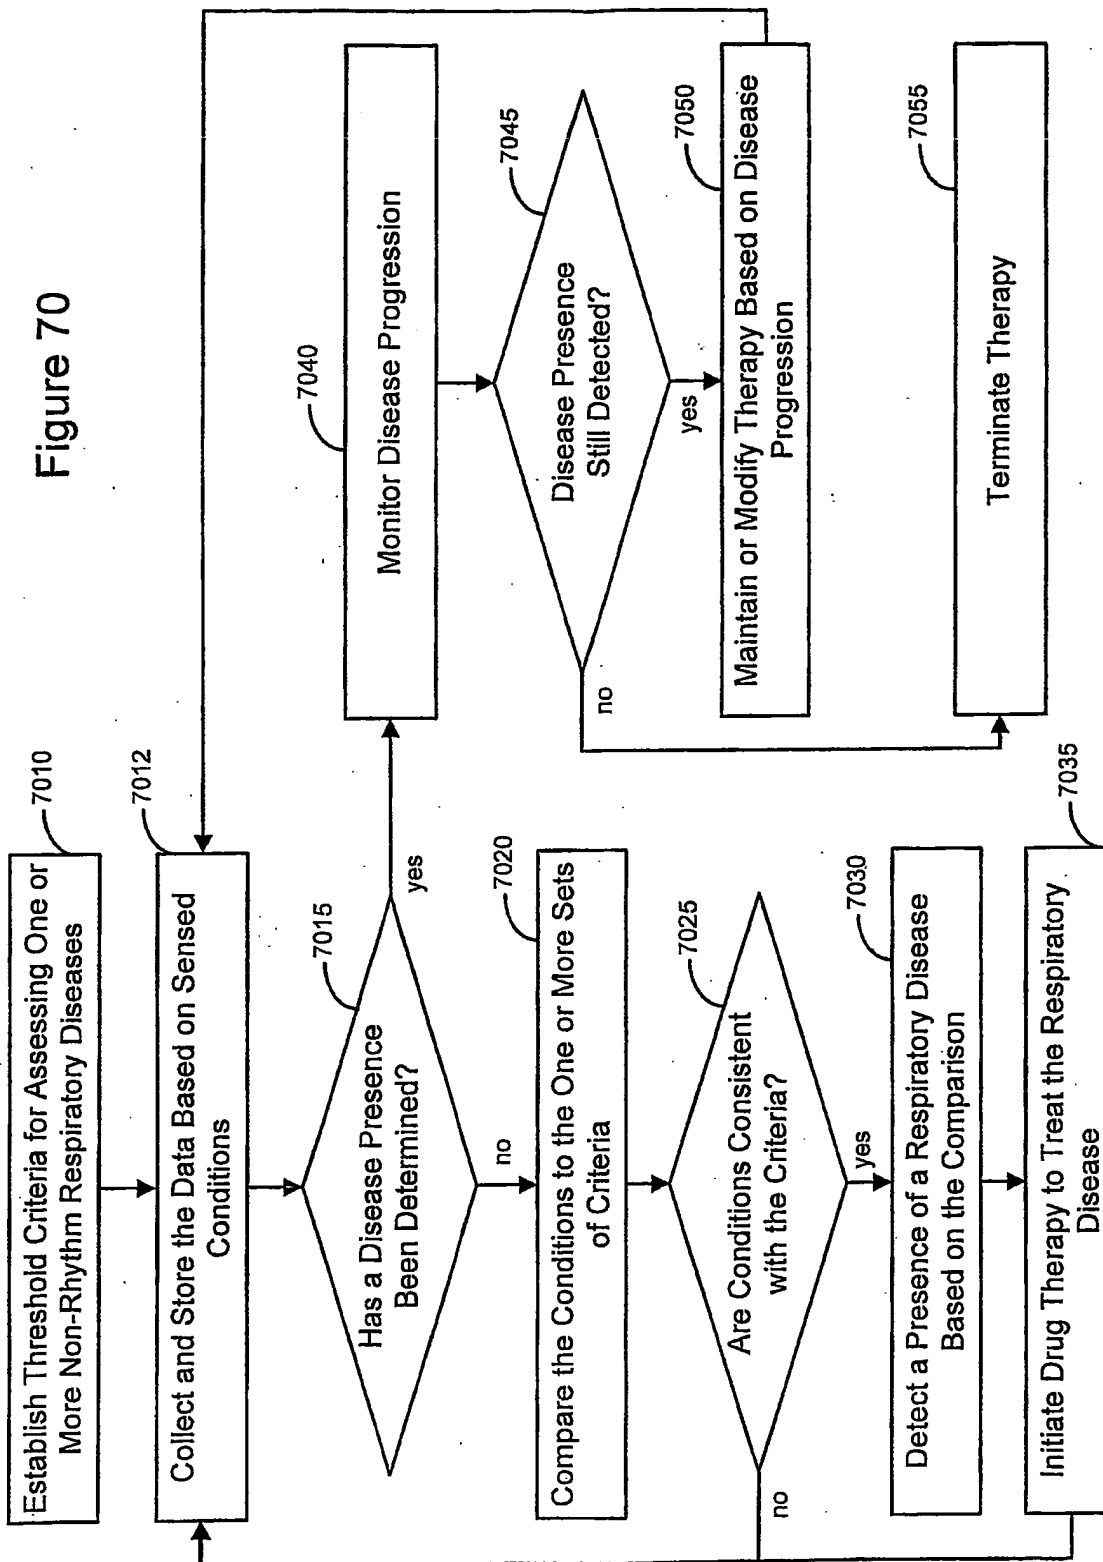 Figure 70
Establish Threshold Criteria for Assessing One or
More Non-Rhythm Respiratory Diseases
7010
Collect and Store the Data Based on Sensed
Conditions
7012
Has a Disease Presence
Been Determined?
7015
yes
no
Compare the Conditions to the One or More Sets
of Criteria
7020
Are Conditions Consistent
with the Criteria?
7025
no
yes
Detect a Presence of a Respiratory Disease
Based on the Comparison
7030
Initiate Drug Therapy to Treat the Respiratory
Disease
7035
Monitor Disease Progression
7040
Disease Presence
Still Detected?
7045
no
yes
Maintain or Modify Therapy Based on Disease
Progression
7050
Terminate Therapy
7055